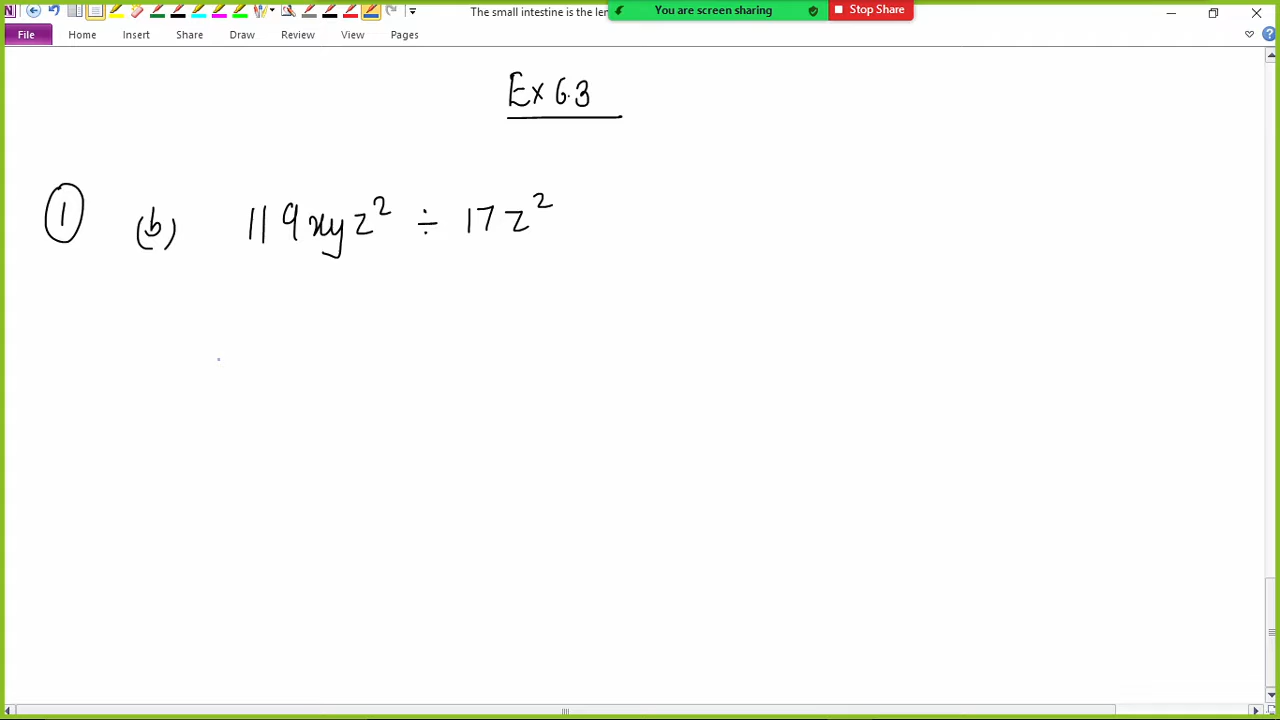 The small intestine is the ler
You are screen sharing
Stop Share
File Home Insert Share Draw Review View Pages
Ex 6.3
① (b) 119xyz² ÷ 17z²